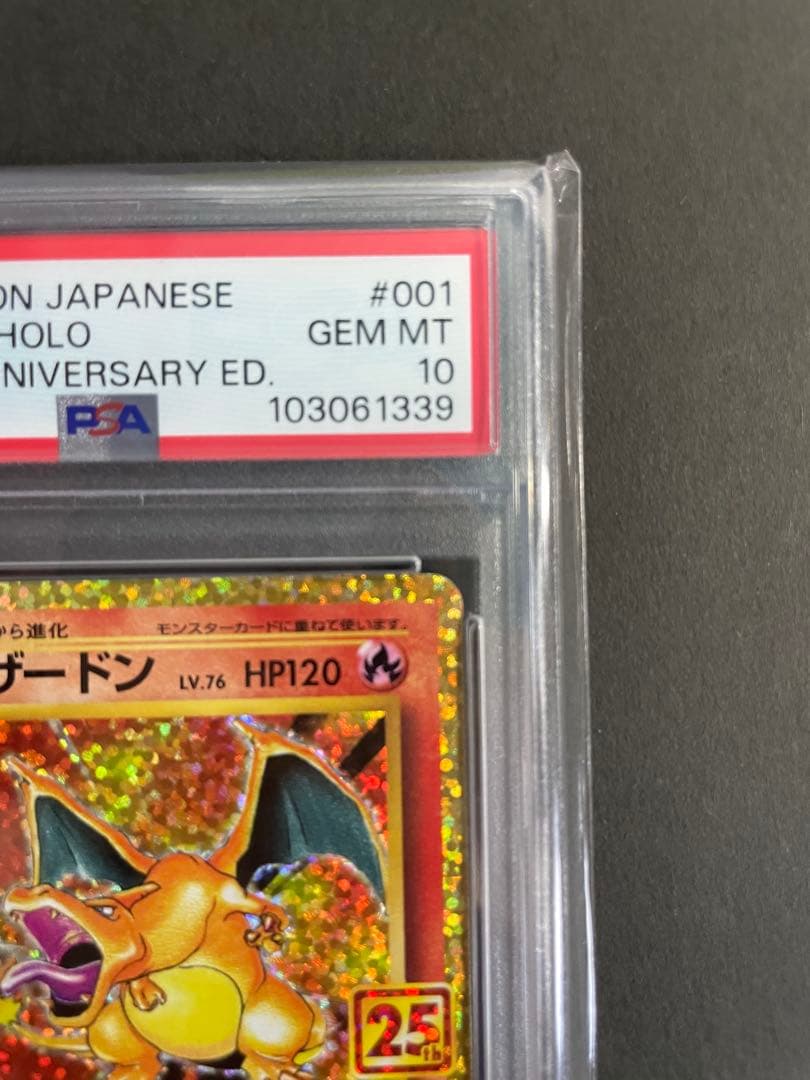 ON JAPANESE #001
HOLO GEM MT
NIVERSARY ED. 10
PSA 103061339
から進化 モンスターカードに重ねて使います。
ザードン LV.76 HP120
25th